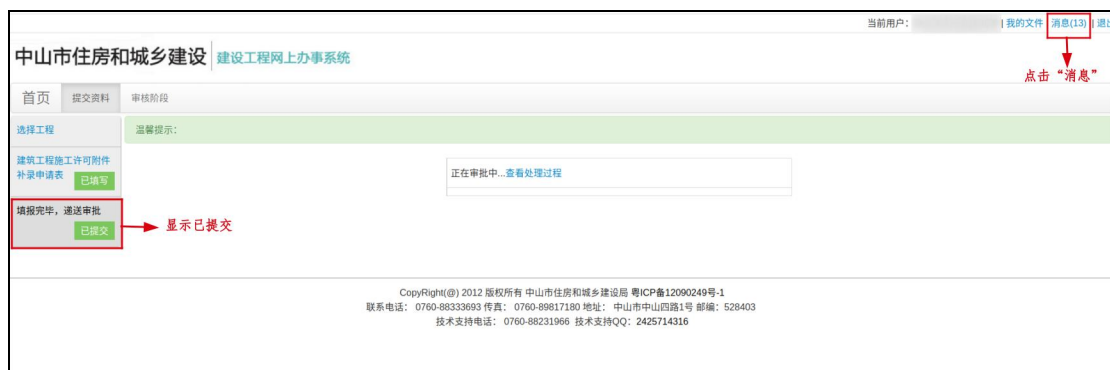 当前用户: | 我的文件 | 消息(13) | 退出
中山市住房和城乡建设 建设工程网上办事系统
点击“消息”
首页 提交资料 审核阶段
选择工程
温馨提示:
建筑工程施工许可附件
补录申请表 已填写
正在审批中...查看处理过程
填报完毕，递送审批
已提交
显示已提交
CopyRight(@) 2012 版权所有 中山市住房和城乡建设局 粤ICP备12090249号-1
联系电话: 0760-88333693 传真: 0760-89817180 地址: 中山市中山四路1号 邮编: 528403
技术支持电话: 0760-88231966 技术支持QQ: 2425714316